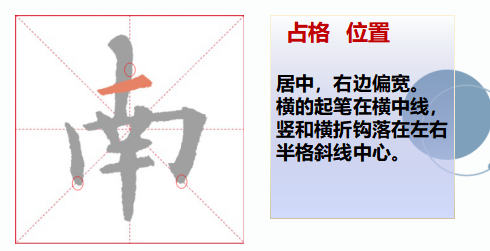 南
占格 位置
居中，右边偏宽。
横的起笔在横中线，
竖和横折钩落在左右
半格斜线中心。